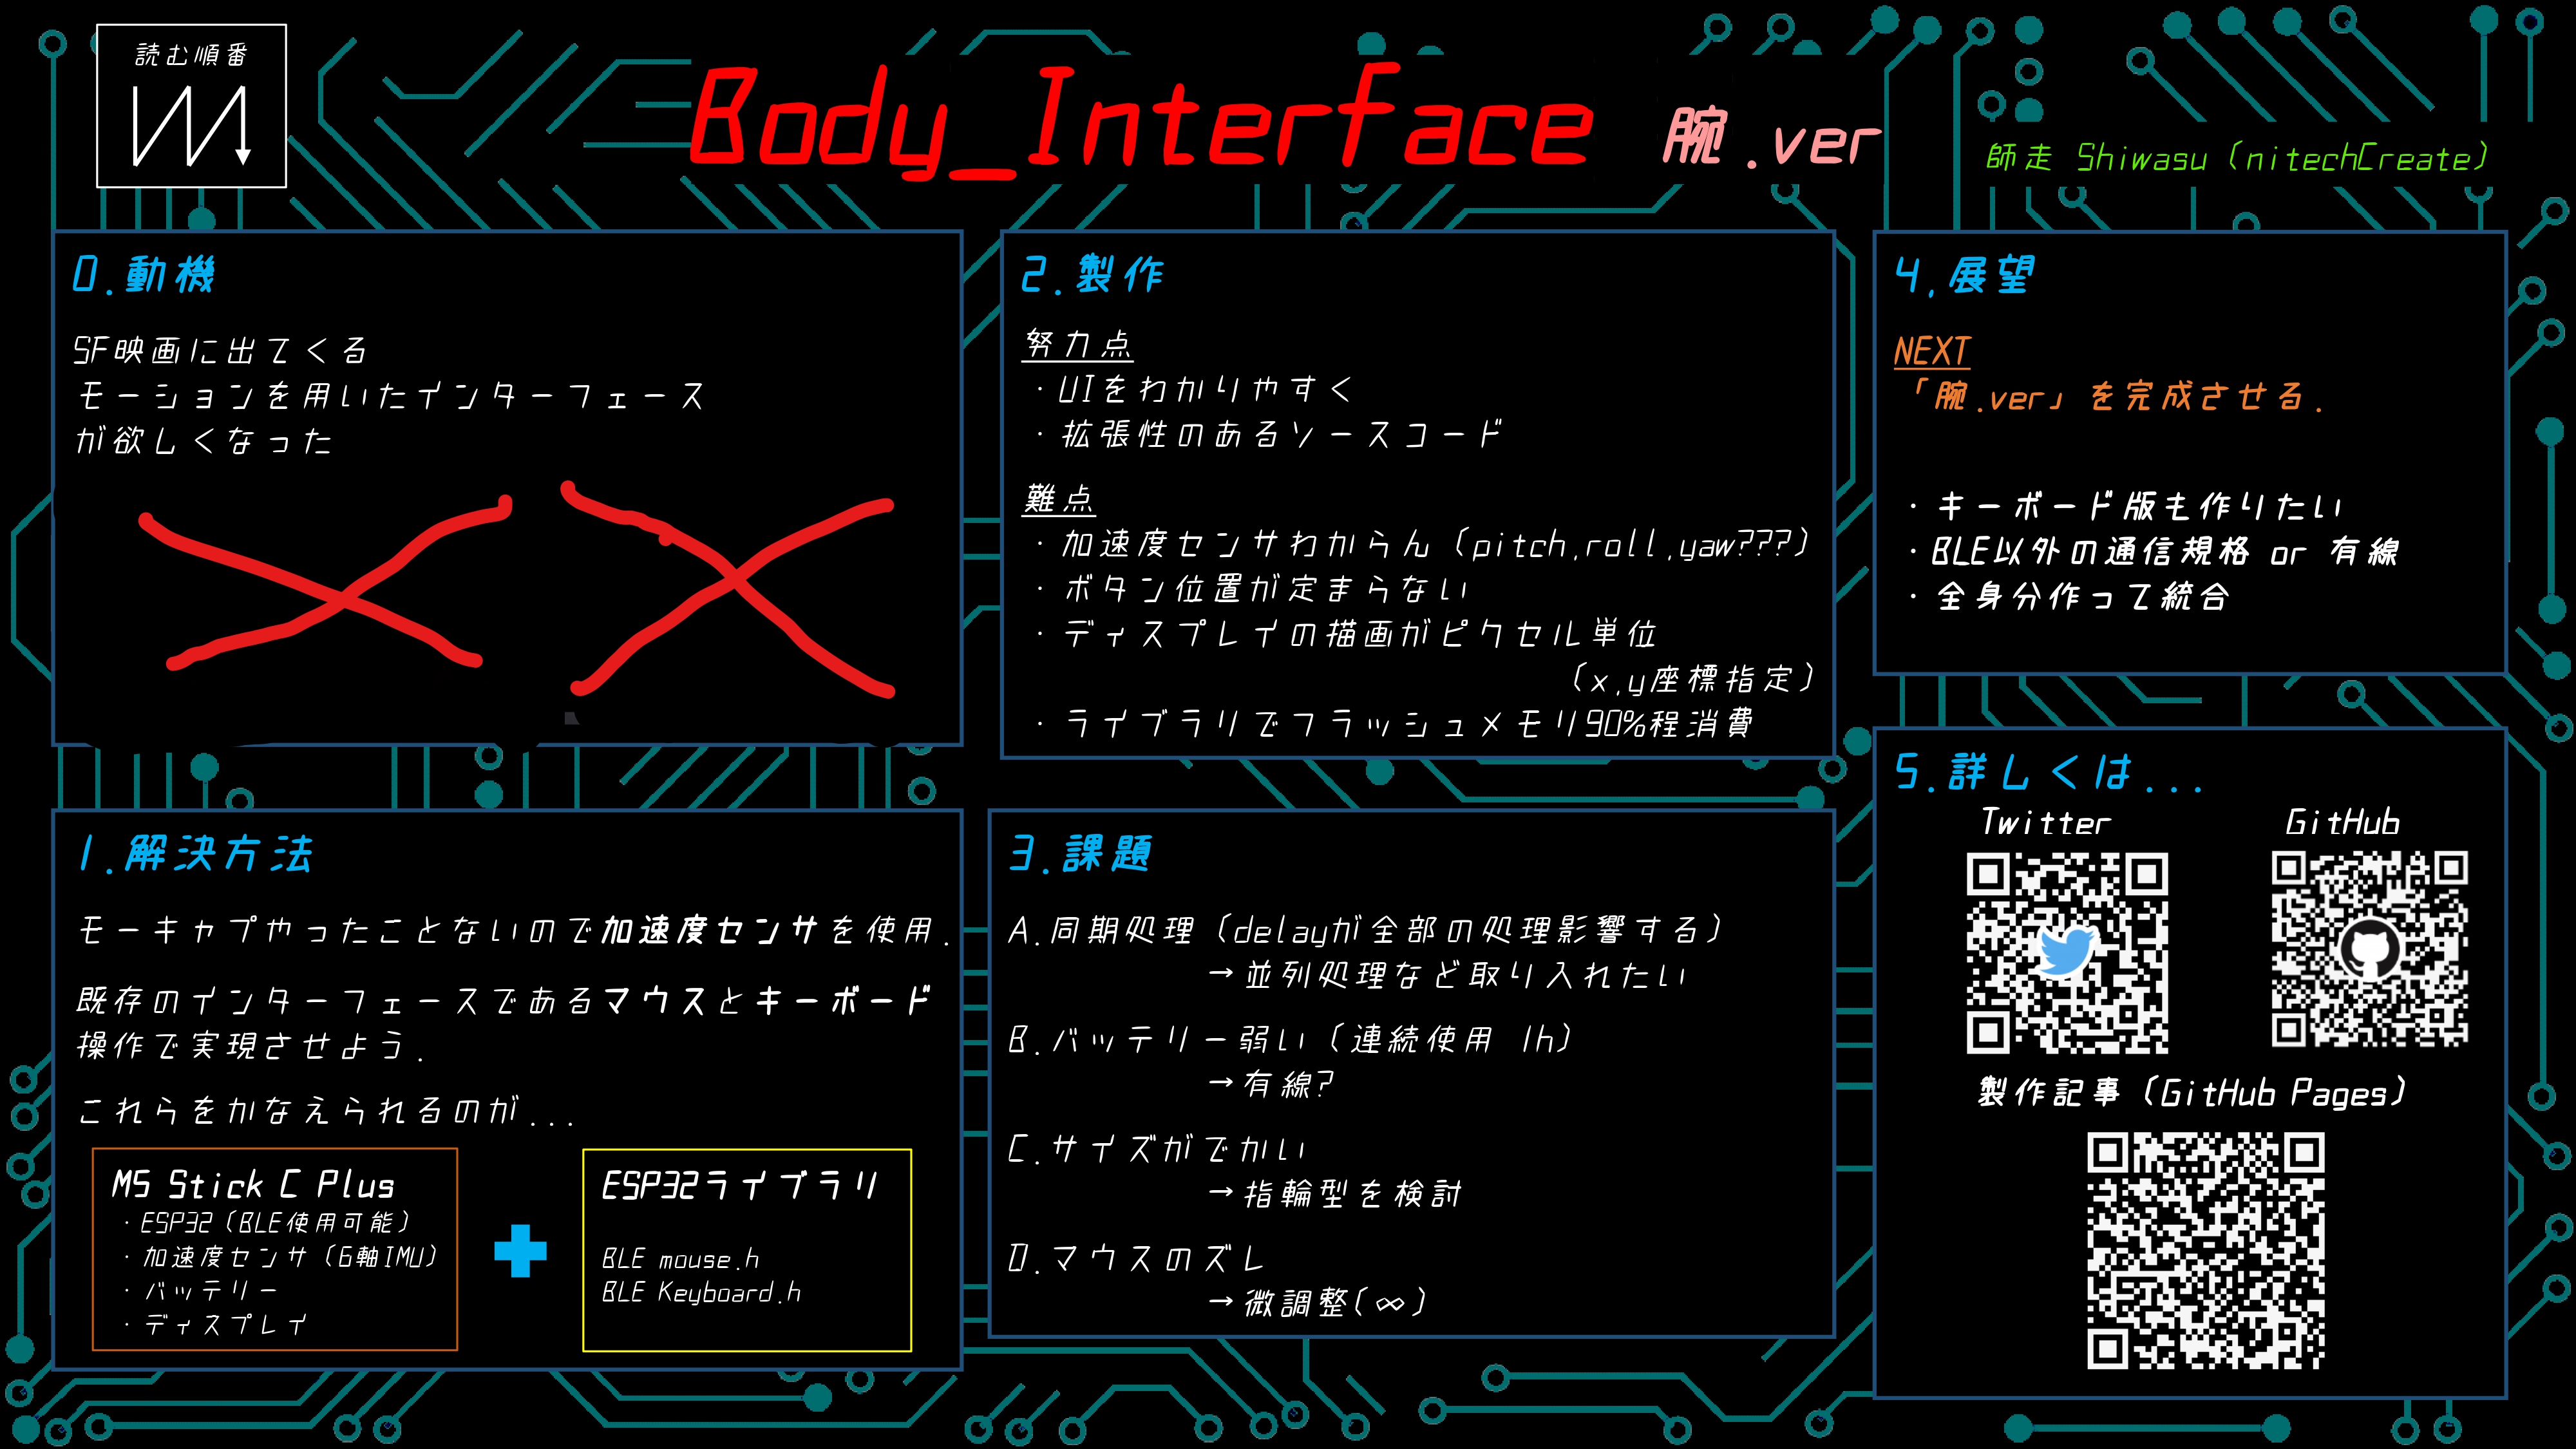 読む順番
Body_Interface 腕.ver
師走 Shiwasu (nitechCreate)
0.動機
SF映画に出てくる
モーションを用いたインターフェース
が欲しくなった
1.解決方法
モーキャプやったことないので加速度センサを使用.
既存のインターフェースであるマウスとキーボード
操作で実現させよう.
これらをかなえられるのが...
M5 Stick C Plus
・ESP32(BLE使用可能)
・加速度センサ(6軸IMU)
・バッテリー
・ディスプレイ
ESP32ライブラリ
BLE mouse.h
BLE Keyboard.h
2.製作
努力点
・UIをわかりやすく
・拡張性のあるソースコード
難点
・加速度センサわからん(pitch,roll,yaw???)
・ボタン位置が定まらない
・ディスプレイの描画がピクセル単位
(x,y座標指定)
・ライブラリでフラッシュメモリ90%程消費
3.課題
A.同期処理(delayが全部の処理影響する)
→並列処理など取り入れたい
B.バッテリー弱い(連続使用 1h)
→有線?
C.サイズがでかい
→指輪型を検討
D.マウスのズレ
→微調整(∞)
4,展望
NEXT
「腕.ver」を完成させる.
・キーボード版も作りたい
・BLE以外の通信規格 or 有線
・全身分作って統合
5.詳しくは...
Twitter
GitHub
製作記事(GitHub Pages)